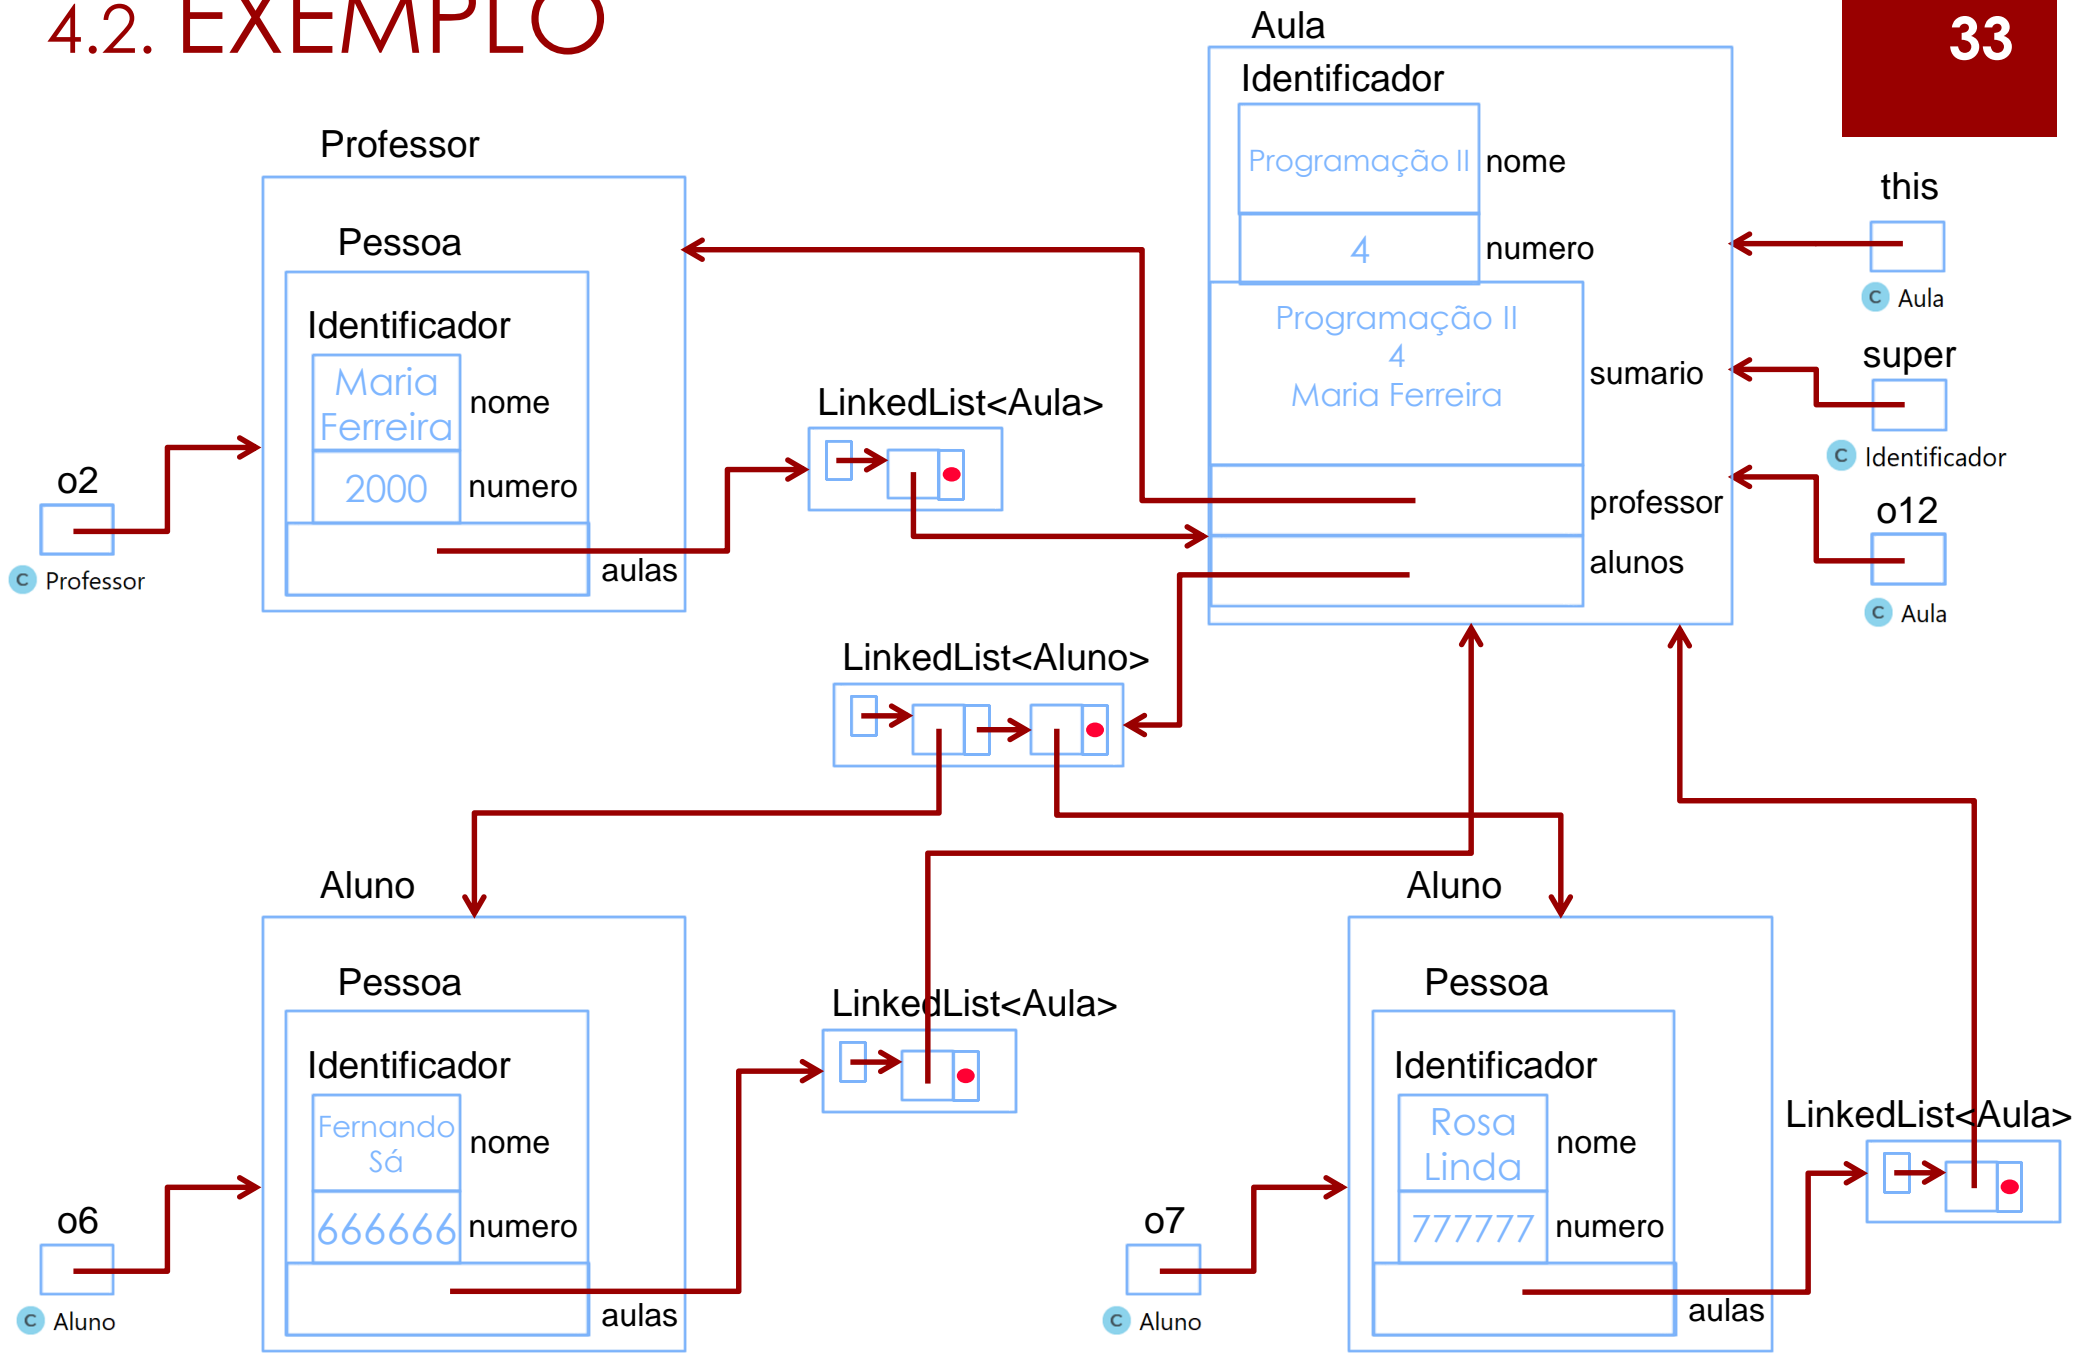 4.2. EXEMPLO
33
Aula
Identificador
Programação II
nome
4
numero
Programação II
4
Maria Ferreira
sumario
professor
alunos
this
C Aula
super
C Identificador
o12
C Aula
Professor
Pessoa
Identificador
Maria
Ferreira
nome
2000
numero
aulas
o2
C Professor
LinkedList<Aula>
LinkedList<Aluno>
Aluno
Pessoa
Identificador
Fernando
Sá
nome
666666
numero
aulas
o6
C Aluno
LinkedList<Aula>
Aluno
Pessoa
Identificador
Rosa
Linda
nome
777777
numero
aulas
o7
C Aluno
LinkedList<Aula>